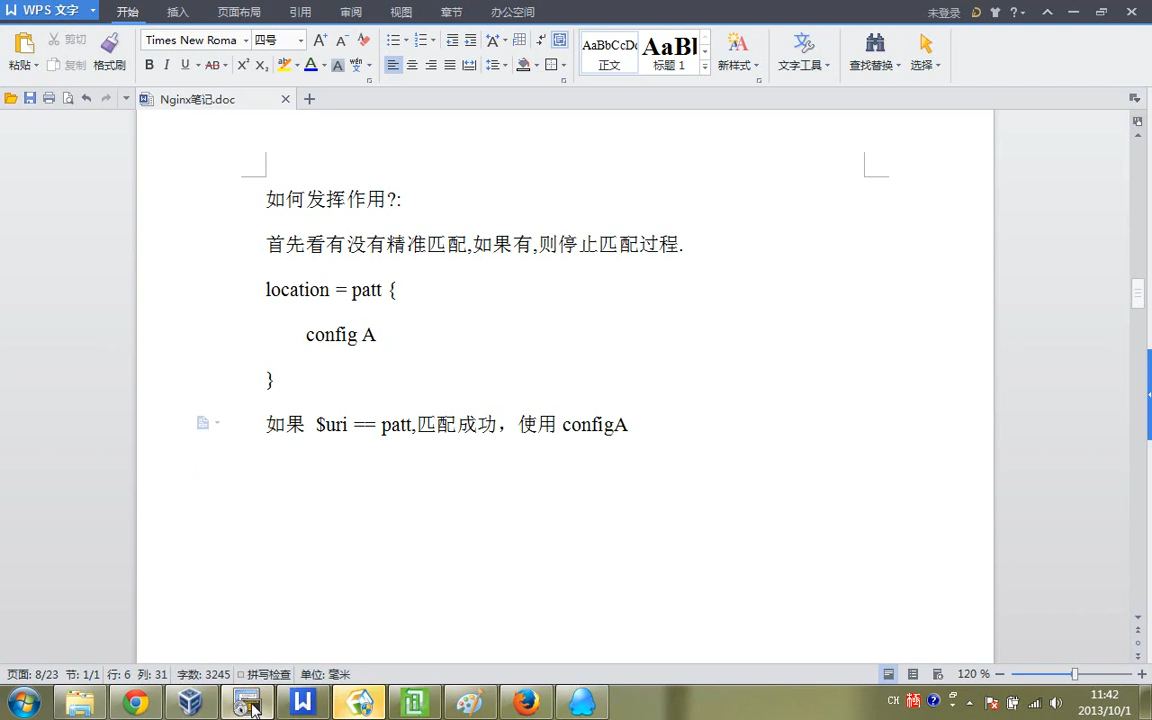 WPS 文字
开始
插入
页面布局
引用
审阅
视图
章节
办公空间
未登录
粘贴
剪切
复制
格式刷
Times New Roma
四号
B I U AB X² X₂
AaBbCcDc
正文
AaBl
标题 1
新样式
文字工具
查找替换
选择
Nginx笔记.doc
如何发挥作用?:
首先看有没有精准匹配,如果有,则停止匹配过程.
location = patt {
config A
}
如果 $uri == patt,匹配成功，使用 configA
页面: 8/23 节: 1/1 行: 6 列: 31 字数: 3245 拼写检查 单位: 毫米
120 %
CH
11:42
2013/10/1